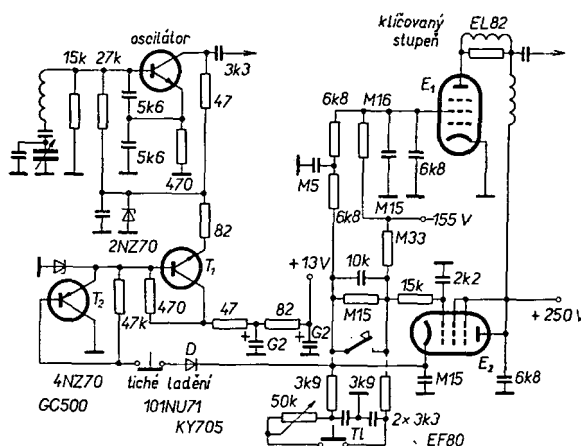 oscilátor
klíčovaný
stupeň
EL82
15k
27k
3k3
47
5k6
5k6
470
2NZ70
82
T₁
T₂
+13V
47k
470
47
82
G2
G2
4NZ70
GC500
tiché ladění
D
101NU71
KY705
6k8
M16
E₁
M5
6k8
M15
6k8
-155 V
M33
10k
M15
15k
2k2
+250 V
E₂
M15
6k8
3k9
3k9
50k
Tl
2×3k3
EF80